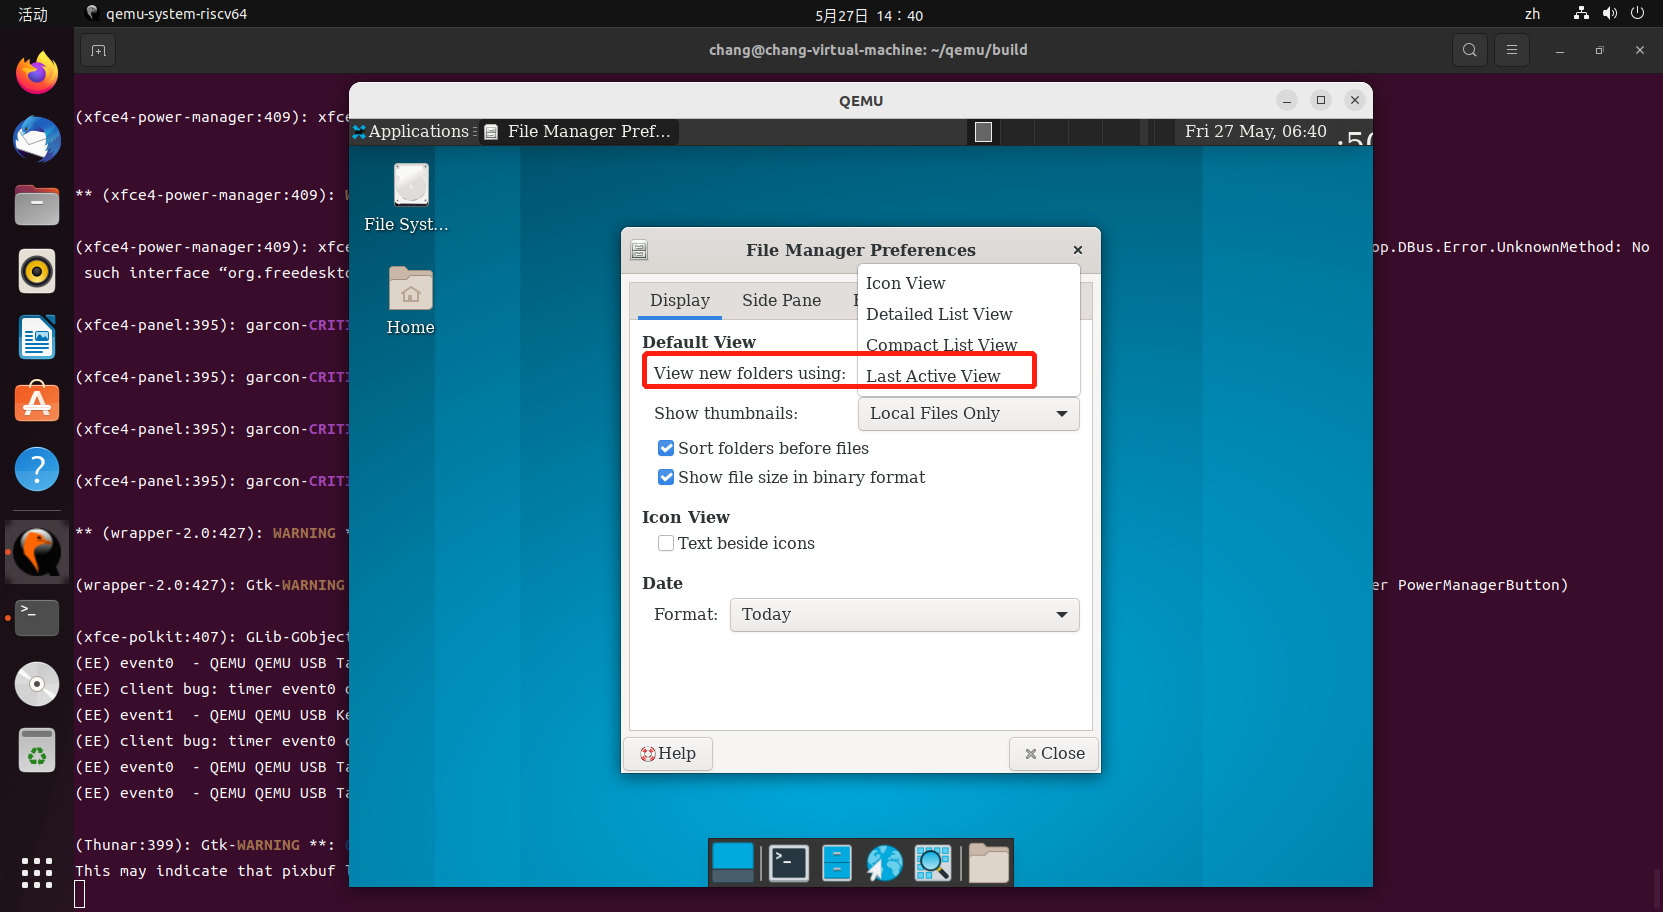 活动
qemu-system-riscv64
5月27日 14：40
zh
chang@chang-virtual-machine: ~/qemu/build
QEMU
Applications
File Manager Pref...
Fri 27 May, 06:40
File Syst...
Home
File Manager Preferences
Display
Side Pane
Default View
View new folders using:
Icon View
Detailed List View
Compact List View
Last Active View
Show thumbnails:
Local Files Only
Sort folders before files
Show file size in binary format
Icon View
Text beside icons
Date
Format:
Today
Help
Close
(xfce4-power-manager:409): xfce
** (xfce4-power-manager:409): W
(xfce4-power-manager:409): xfce
op.DBus.Error.UnknownMethod: No
such interface “org.freedeskto
(xfce4-panel:395): garcon-CRITI
(xfce4-panel:395): garcon-CRITI
(xfce4-panel:395): garcon-CRITI
(xfce4-panel:395): garcon-CRITI
** (wrapper-2.0:427): WARNING *
(wrapper-2.0:427): Gtk-WARNING
er PowerManagerButton)
(xfce-polkit:407): GLib-GObject
(EE) event0 - QEMU QEMU USB Ta
(EE) client bug: timer event0 d
(EE) event1 - QEMU QEMU USB Ke
(EE) client bug: timer event0 d
(EE) event0 - QEMU QEMU USB Ta
(EE) event0 - QEMU QEMU USB Ta
(Thunar:399): Gtk-WARNING **:
This may indicate that pixbuf l